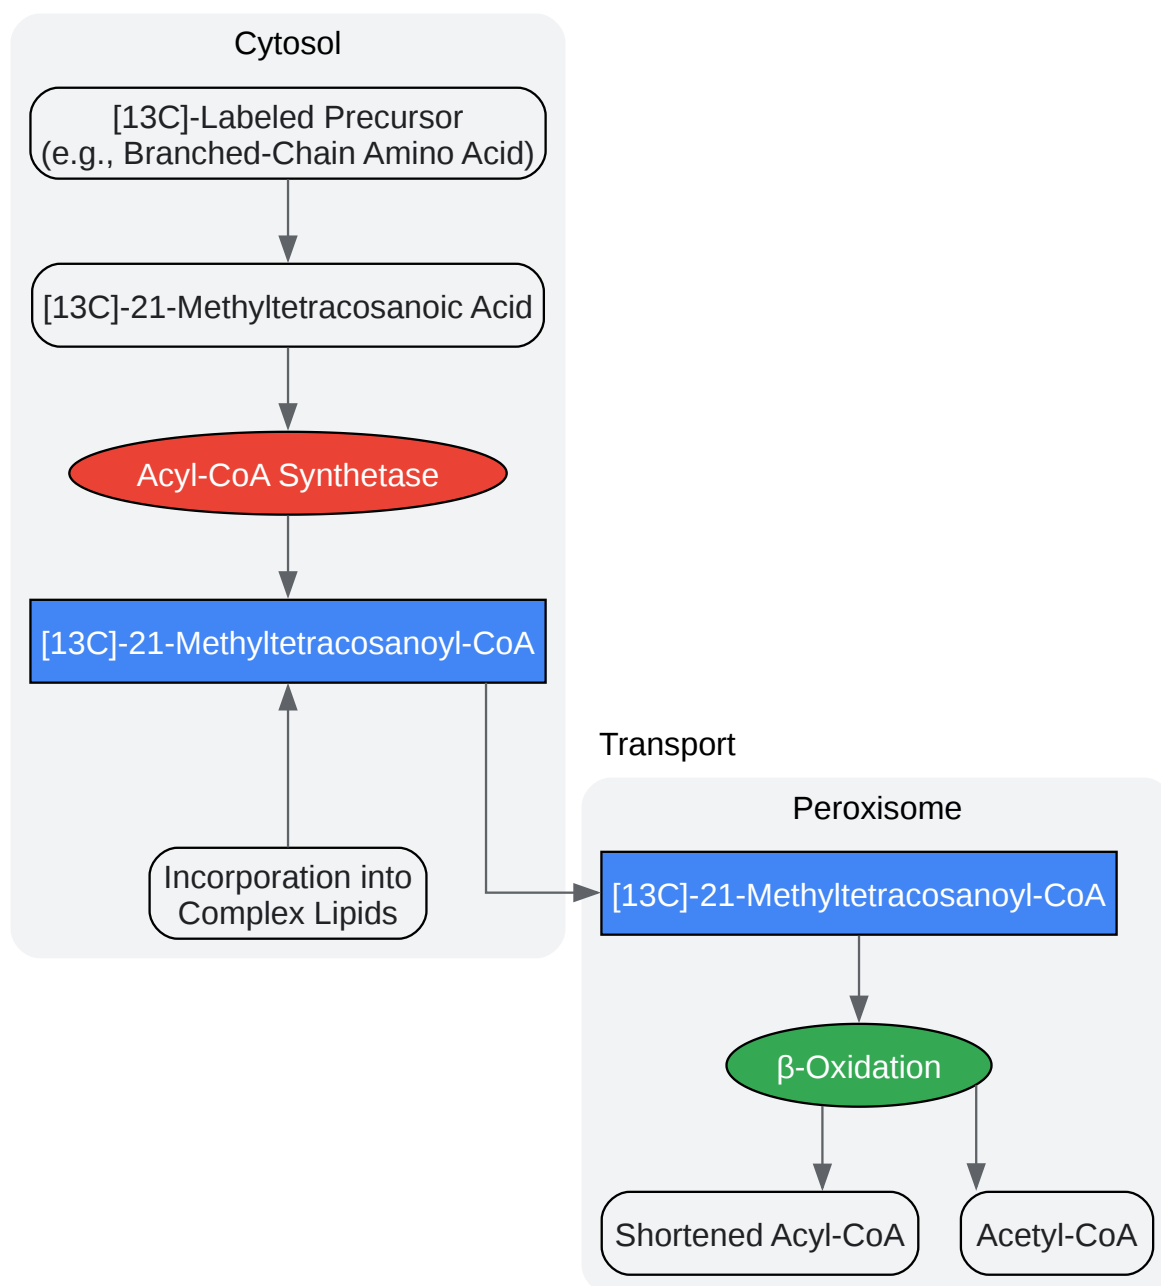 Cytosol
[13C]-Labeled Precursor
(e.g., Branched-Chain Amino Acid)
[13C]-21-Methyltetracosanoic Acid
Acyl-CoA Synthetase
[13C]-21-Methyltetracosanoyl-CoA
Incorporation into
Complex Lipids
Transport
Peroxisome
[13C]-21-Methyltetracosanoyl-CoA
β-Oxidation
Shortened Acyl-CoA
Acetyl-CoA